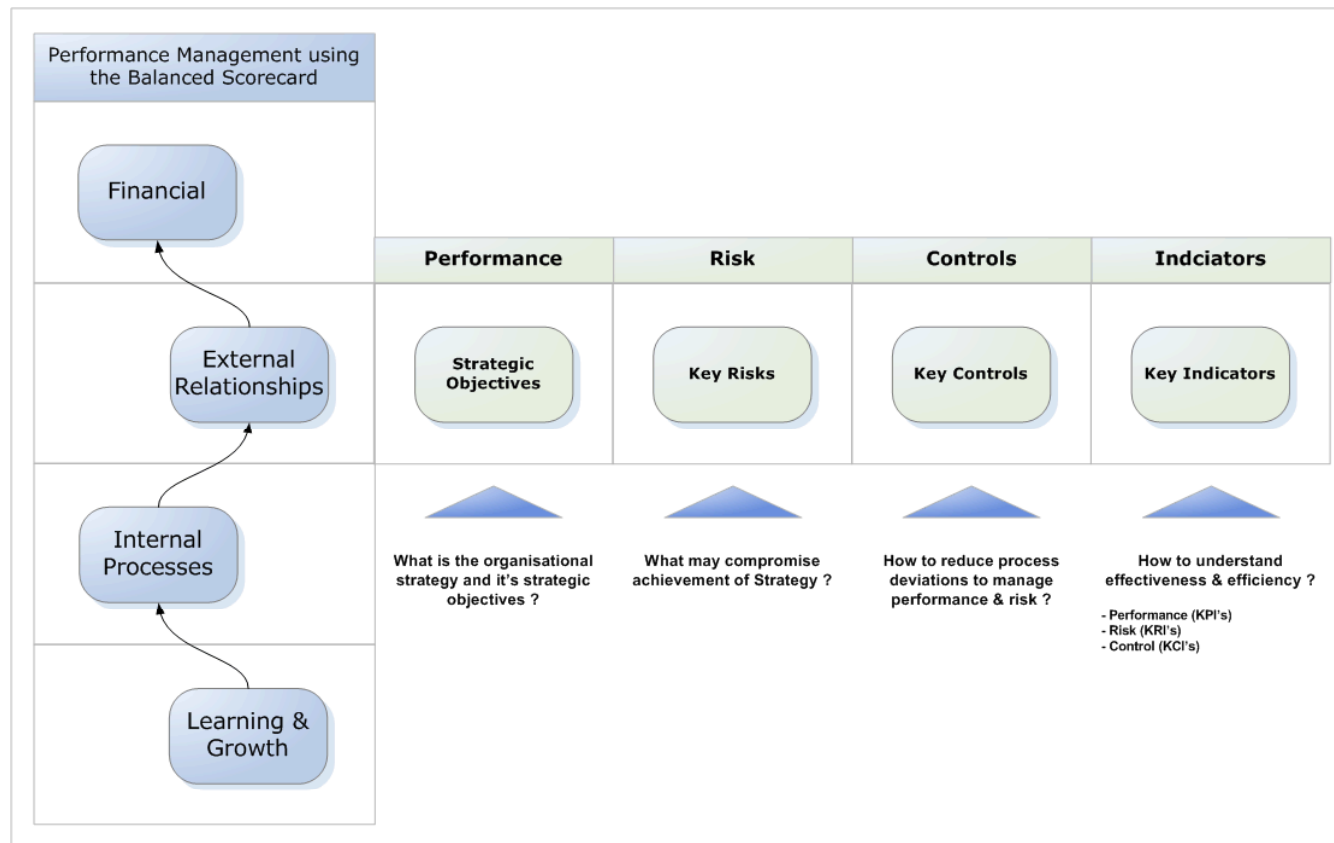 Performance Management using
the Balanced Scorecard
Financial
Performance
Risk
Controls
Indciators
External
Relationships
Strategic
Objectives
Key Risks
Key Controls
Key Indicators
Internal
Processes
What is the organisational
strategy and it's strategic
objectives ?
What may compromise
achievement of Strategy ?
How to reduce process
deviations to manage
performance & risk ?
How to understand
effectiveness & efficiency ?
- Performance (KPI's)
- Risk (KRI's)
- Control (KCI's)
Learning &
Growth